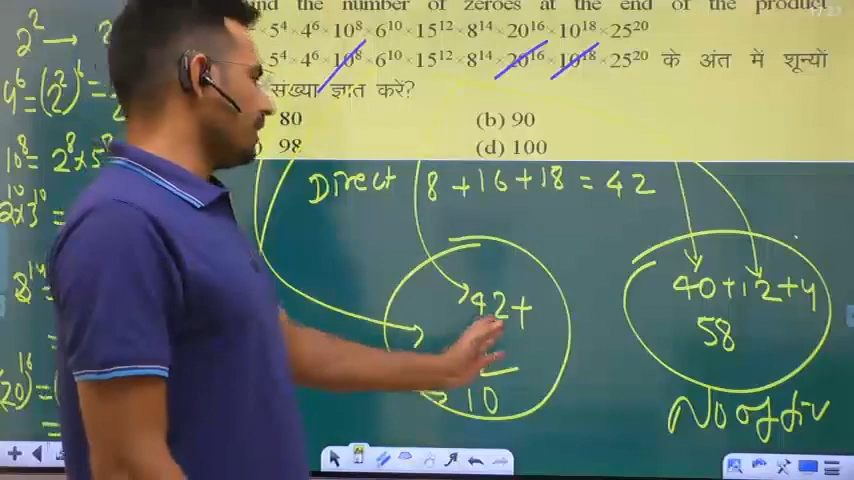 the number of zeroes at the end of the product
× 5⁴ × 4⁶ × 10⁸ × 6¹⁰ × 15¹² × 8¹⁴ × 20¹⁶ × 10¹⁸ × 25²⁰
× 5⁴ × 4⁶ × 10⁸ × 6¹⁰ × 15¹² × 8¹⁴ × 20¹⁶ × 10¹⁸ × 25²⁰ के अंत में शून्यों
संख्या ज्ञात करें?
80
(b) 90
98
(d) 100
2² →
4⁶ = (2²)⁶ =
10⁸ = 2⁸ × 5⁸
8¹⁴
Direct 8 + 16 + 18 = 42
42 +
10
40 + 12 + 4
58
No of fiv